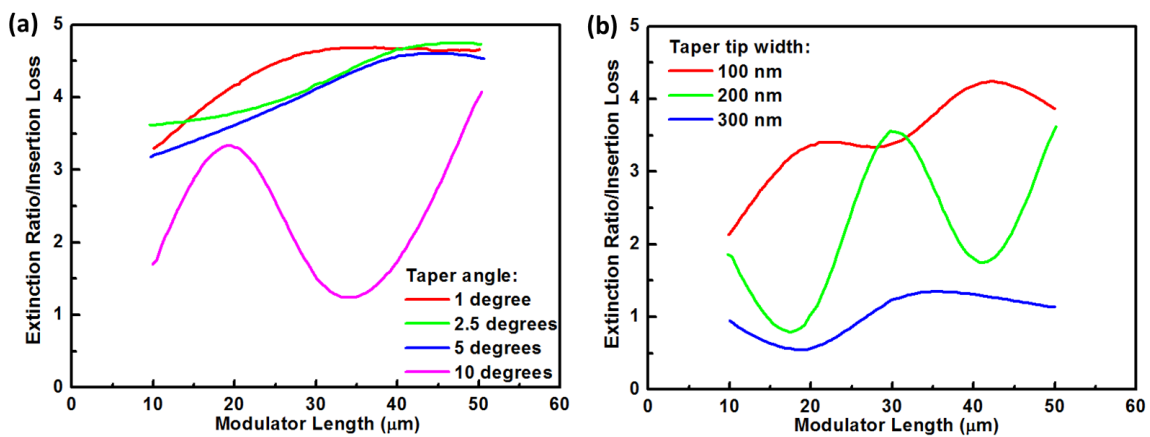 (a)
Extinction Ratio/Insertion Loss
5
4
3
2
1
0
0 10 20 30 40 50 60
Modulator Length (μm)
Taper angle:
1 degree
2.5 degrees
5 degrees
10 degrees
(b)
Extinction Ratio/Insertion Loss
5
4
3
2
1
0
0 10 20 30 40 50 60
Modulator Length (μm)
Taper tip width:
100 nm
200 nm
300 nm